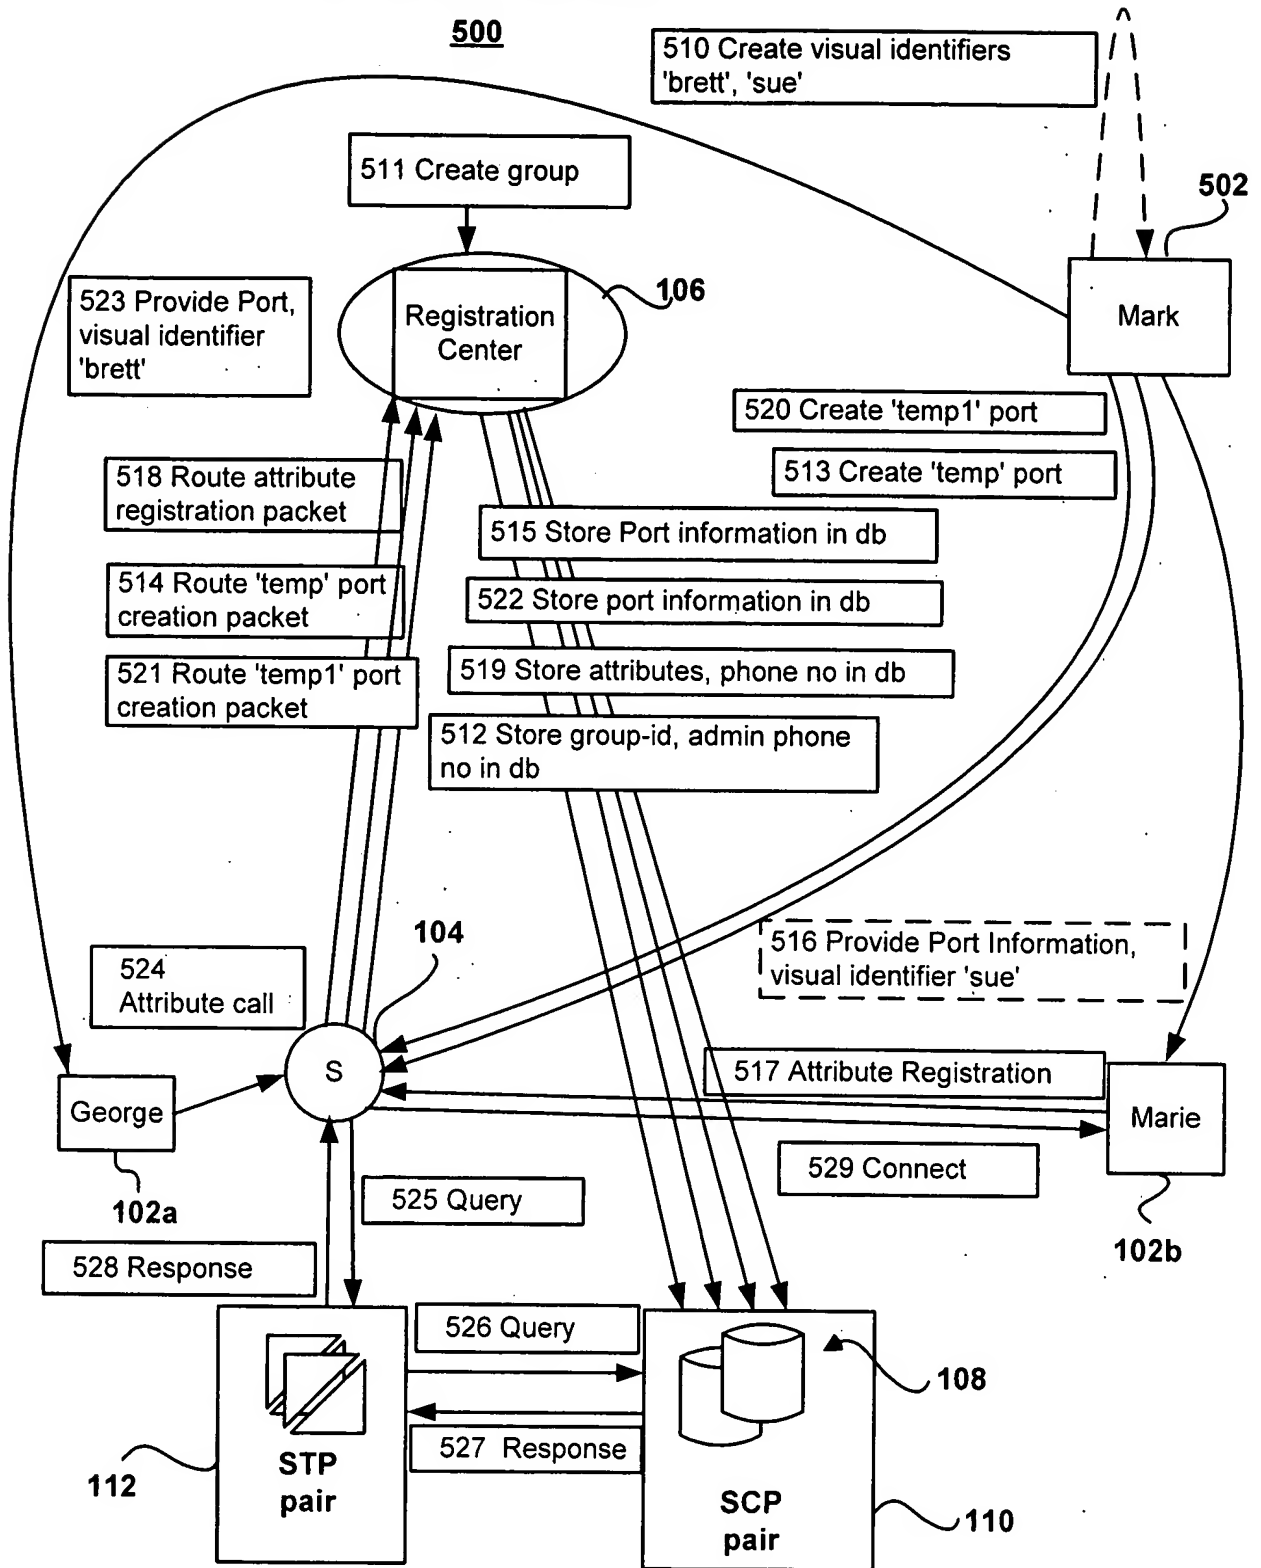 500
510 Create visual identifiers
'brett', 'sue'
511 Create group
502
523 Provide Port,
visual identifier
'brett'
Registration
Center
106
Mark
520 Create 'temp1' port
513 Create 'temp' port
518 Route attribute
registration packet
515 Store Port information in db
514 Route 'temp' port
creation packet
522 Store port information in db
521 Route 'temp1' port
creation packet
519 Store attributes, phone no in db
512 Store group-id, admin phone
no in db
104
516 Provide Port Information,
visual identifier 'sue'
524
Attribute call
S
George
517 Attribute Registration
Marie
529 Connect
102a
525 Query
102b
528 Response
526 Query
108
527 Response
STP
pair
112
SCP
pair
110